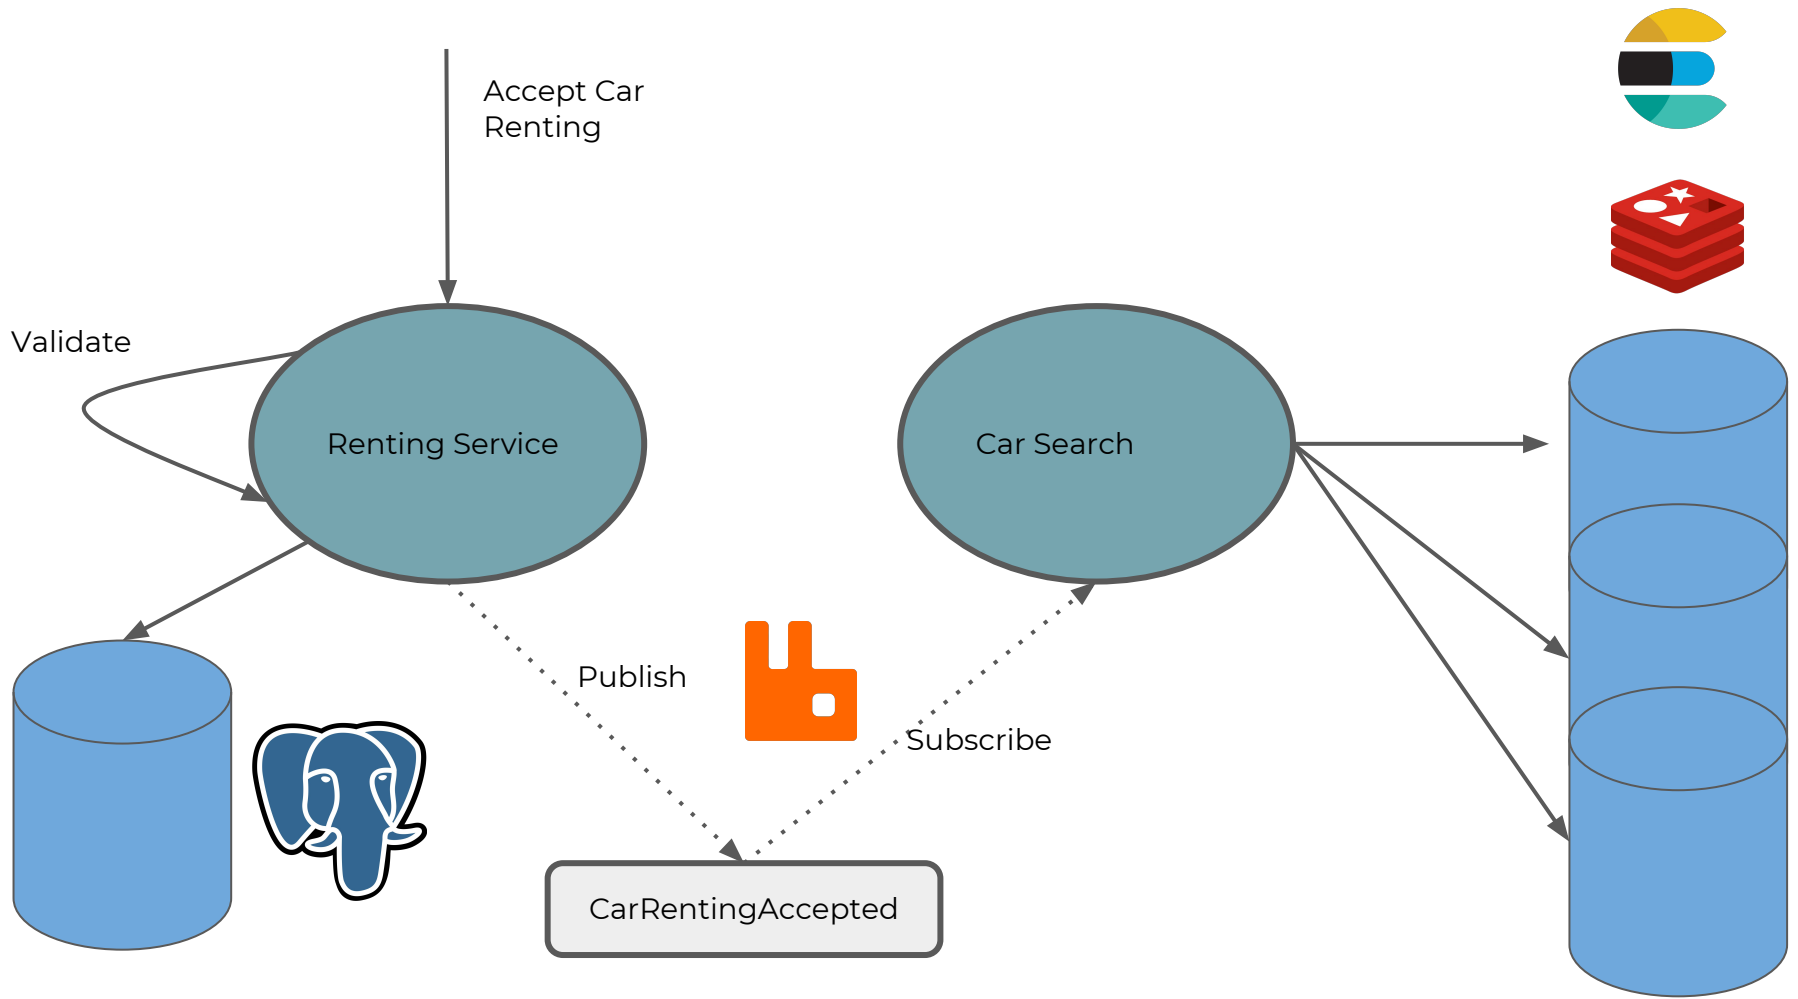 Accept Car
Renting
Validate
Renting Service
Car Search
Publish
Subscribe
CarRentingAccepted